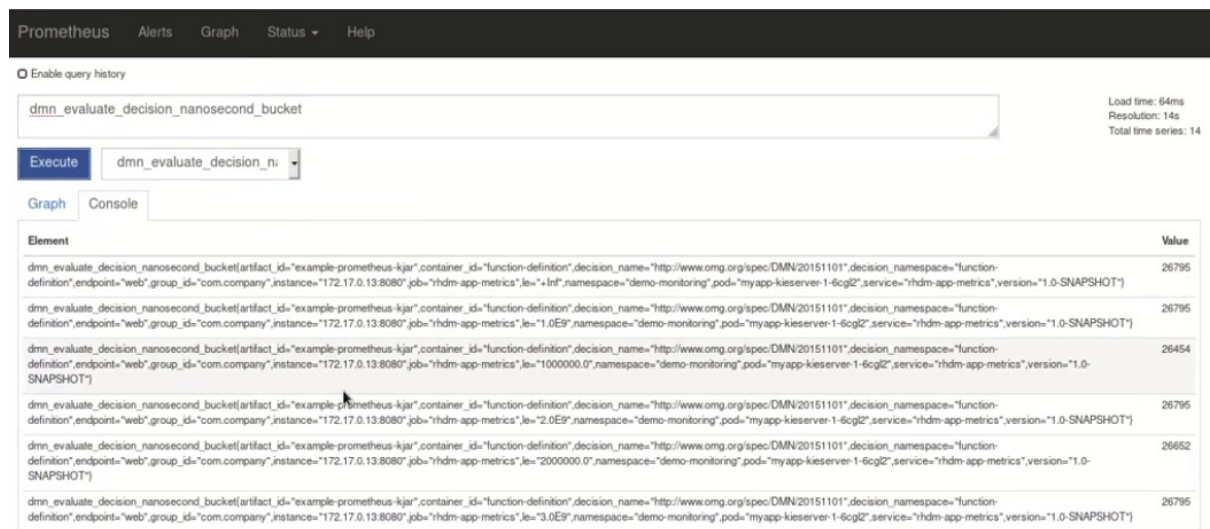 Prometheus Alerts Graph Status Help
Enable query history
dmn_evaluate_decision_nanosecond_bucket
Load time: 64ms
Resolution: 14s
Total time series: 14
Execute dmn_evaluate_decision_n
Graph Console
Element Value
dmn_evaluate_decision_nanosecond_bucket{artifact_id="example-prometheus-kjar",container_id="function-definition",decision_name="http://www.omg.org/spec/DMN/20151101",decision_namespace="function- 26795
definition",endpoint="web",group_id="com.company",instance="172.17.0.13:8080",job="rhdm-app-metrics",le="+Inf",namespace="demo-monitoring",pod="myapp-kieserver-1-6cgl2",service="rhdm-app-metrics",version="1.0-SNAPSHOT"}
dmn_evaluate_decision_nanosecond_bucket{artifact_id="example-prometheus-kjar",container_id="function-definition",decision_name="http://www.omg.org/spec/DMN/20151101",decision_namespace="function- 26795
definition",endpoint="web",group_id="com.company",instance="172.17.0.13:8080",job="rhdm-app-metrics",le="1.0E9",namespace="demo-monitoring",pod="myapp-kieserver-1-6cgl2",service="rhdm-app-metrics",version="1.0-SNAPSHOT"}
dmn_evaluate_decision_nanosecond_bucket{artifact_id="example-prometheus-kjar",container_id="function-definition",decision_name="http://www.omg.org/spec/DMN/20151101",decision_namespace="function- 26454
definition",endpoint="web",group_id="com.company",instance="172.17.0.13:8080",job="rhdm-app-metrics",le="1000000.0",namespace="demo-monitoring",pod="myapp-kieserver-1-6cgl2",service="rhdm-app-metrics",version="1.0-
SNAPSHOT"}
dmn_evaluate_decision_nanosecond_bucket{artifact_id="example-prometheus-kjar",container_id="function-definition",decision_name="http://www.omg.org/spec/DMN/20151101",decision_namespace="function- 26795
definition",endpoint="web",group_id="com.company",instance="172.17.0.13:8080",job="rhdm-app-metrics",le="2.0E9",namespace="demo-monitoring",pod="myapp-kieserver-1-6cgl2",service="rhdm-app-metrics",version="1.0-SNAPSHOT"}
dmn_evaluate_decision_nanosecond_bucket{artifact_id="example-prometheus-kjar",container_id="function-definition",decision_name="http://www.omg.org/spec/DMN/20151101",decision_namespace="function- 26652
definition",endpoint="web",group_id="com.company",instance="172.17.0.13:8080",job="rhdm-app-metrics",le="2000000.0",namespace="demo-monitoring",pod="myapp-kieserver-1-6cgl2",service="rhdm-app-metrics",version="1.0-
SNAPSHOT"}
dmn_evaluate_decision_nanosecond_bucket{artifact_id="example-prometheus-kjar",container_id="function-definition",decision_name="http://www.omg.org/spec/DMN/20151101",decision_namespace="function- 26795
definition",endpoint="web",group_id="com.company",instance="172.17.0.13:8080",job="rhdm-app-metrics",le="3.0E9",namespace="demo-monitoring",pod="myapp-kieserver-1-6cgl2",service="rhdm-app-metrics",version="1.0-SNAPSHOT"}